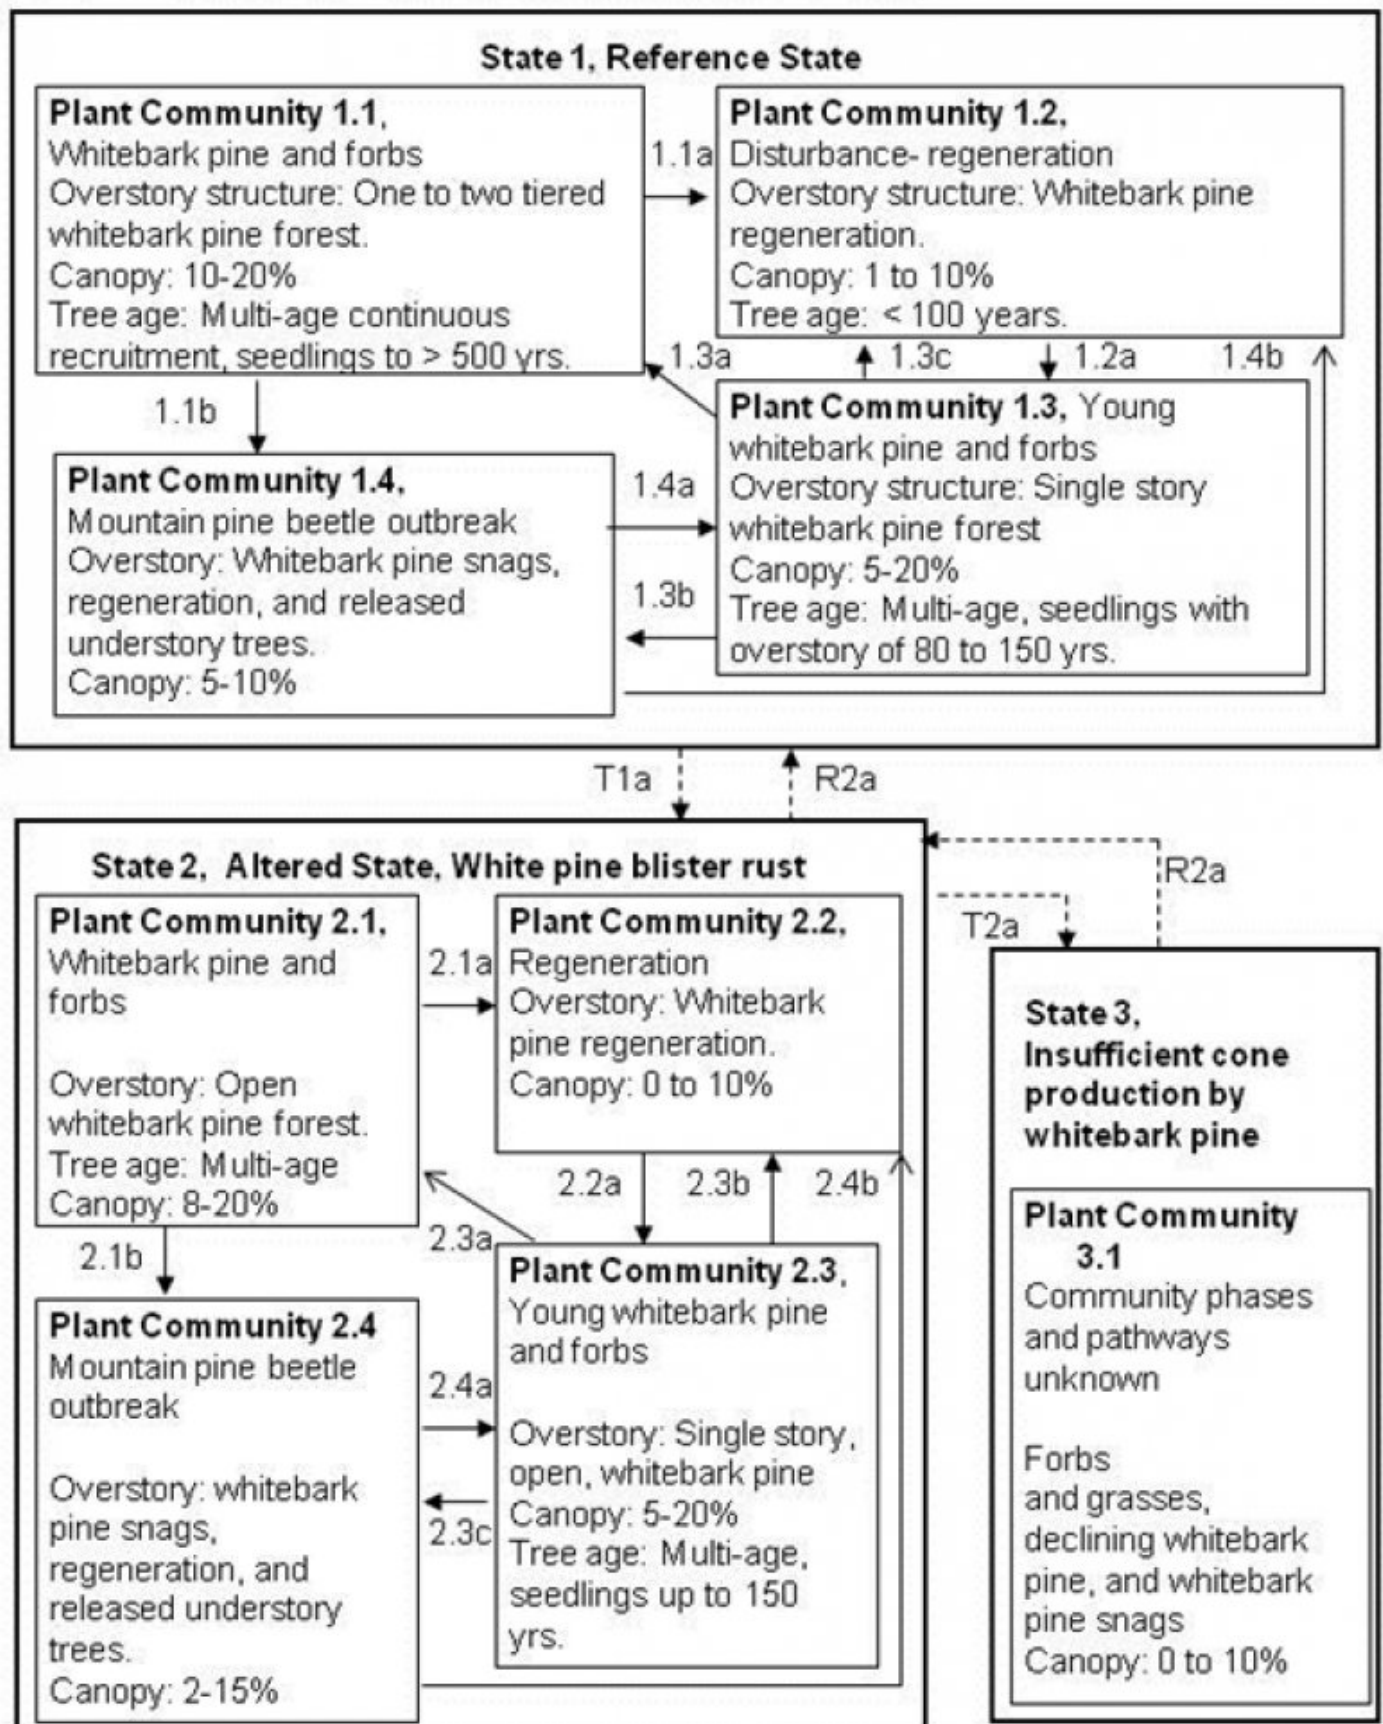 State 1, Reference State
Plant Community 1.1,
Whitebark pine and forbs
Overstory structure: One to two tiered
whitebark pine forest.
Canopy: 10-20%
Tree age: Multi-age continuous
recruitment, seedlings to > 500 yrs.
1.1a
Plant Community 1.2,
Disturbance- regeneration
Overstory structure: Whitebark pine
regeneration.
Canopy: 1 to 10%
Tree age: < 100 years.
1.3a
1.3c
1.2a
1.4b
1.1b
Plant Community 1.4,
Mountain pine beetle outbreak
Overstory: Whitebark pine snags,
regeneration, and released
understory trees.
Canopy: 5-10%
1.4a
1.3b
Plant Community 1.3, Young
whitebark pine and forbs
Overstory structure: Single story
whitebark pine forest
Canopy: 5-20%
Tree age: Multi-age, seedlings with
overstory of 80 to 150 yrs.
T1a
R2a
State 2, Altered State, White pine blister rust
Plant Community 2.1,
Whitebark pine and
forbs
Overstory: Open
whitebark pine forest.
Tree age: Multi-age
Canopy: 8-20%
2.1a
Plant Community 2.2,
Regeneration
Overstory: Whitebark
pine regeneration.
Canopy: 0 to 10%
2.2a
2.3b
2.4b
2.3a
2.1b
Plant Community 2.4
Mountain pine beetle
outbreak
Overstory: whitebark
pine snags,
regeneration, and
released understory
trees.
Canopy: 2-15%
2.4a
2.3c
Plant Community 2.3,
Young whitebark pine
and forbs
Overstory: Single story,
open, whitebark pine
Canopy: 5-20%
Tree age: Multi-age,
seedlings up to 150
yrs.
R2a
T2a
State 3,
Insufficient cone
production by
whitebark pine
Plant Community
3.1
Community phases
and pathways
unknown
Forbs
and grasses,
declining whitebark
pine, and whitebark
pine snags
Canopy: 0 to 10%